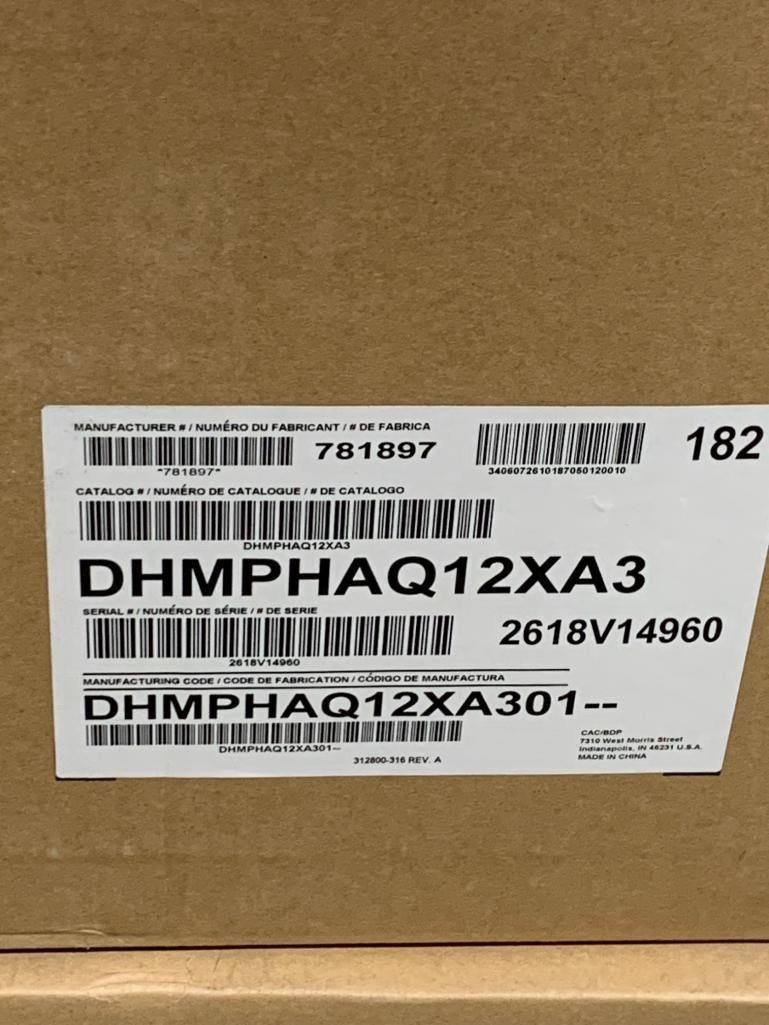 MANUFACTURER # / NUMÉRO DU FABRICANT / # DE FABRICA
781897
*781897*
34060726101870501200​10
182
CATALOG # / NUMÉRO DE CATALOGUE / # DE CATALOGO
DHMPHAQ12XA3
DHMPHAQ12XA3
SERIAL # / NUMÉRO DE SÉRIE / # DE SERIE
2618V14960
2618V14960
MANUFACTURING CODE / CODE DE FABRICATION / CÓDIGO DE MANUFACTURA
DHMPHAQ12XA301--
DHMPHAQ12XA301--
312800-316 REV. A
CAC/BDP
7310 West Morris Street
Indianapolis, IN 46231 U.S.A.
MADE IN CHINA